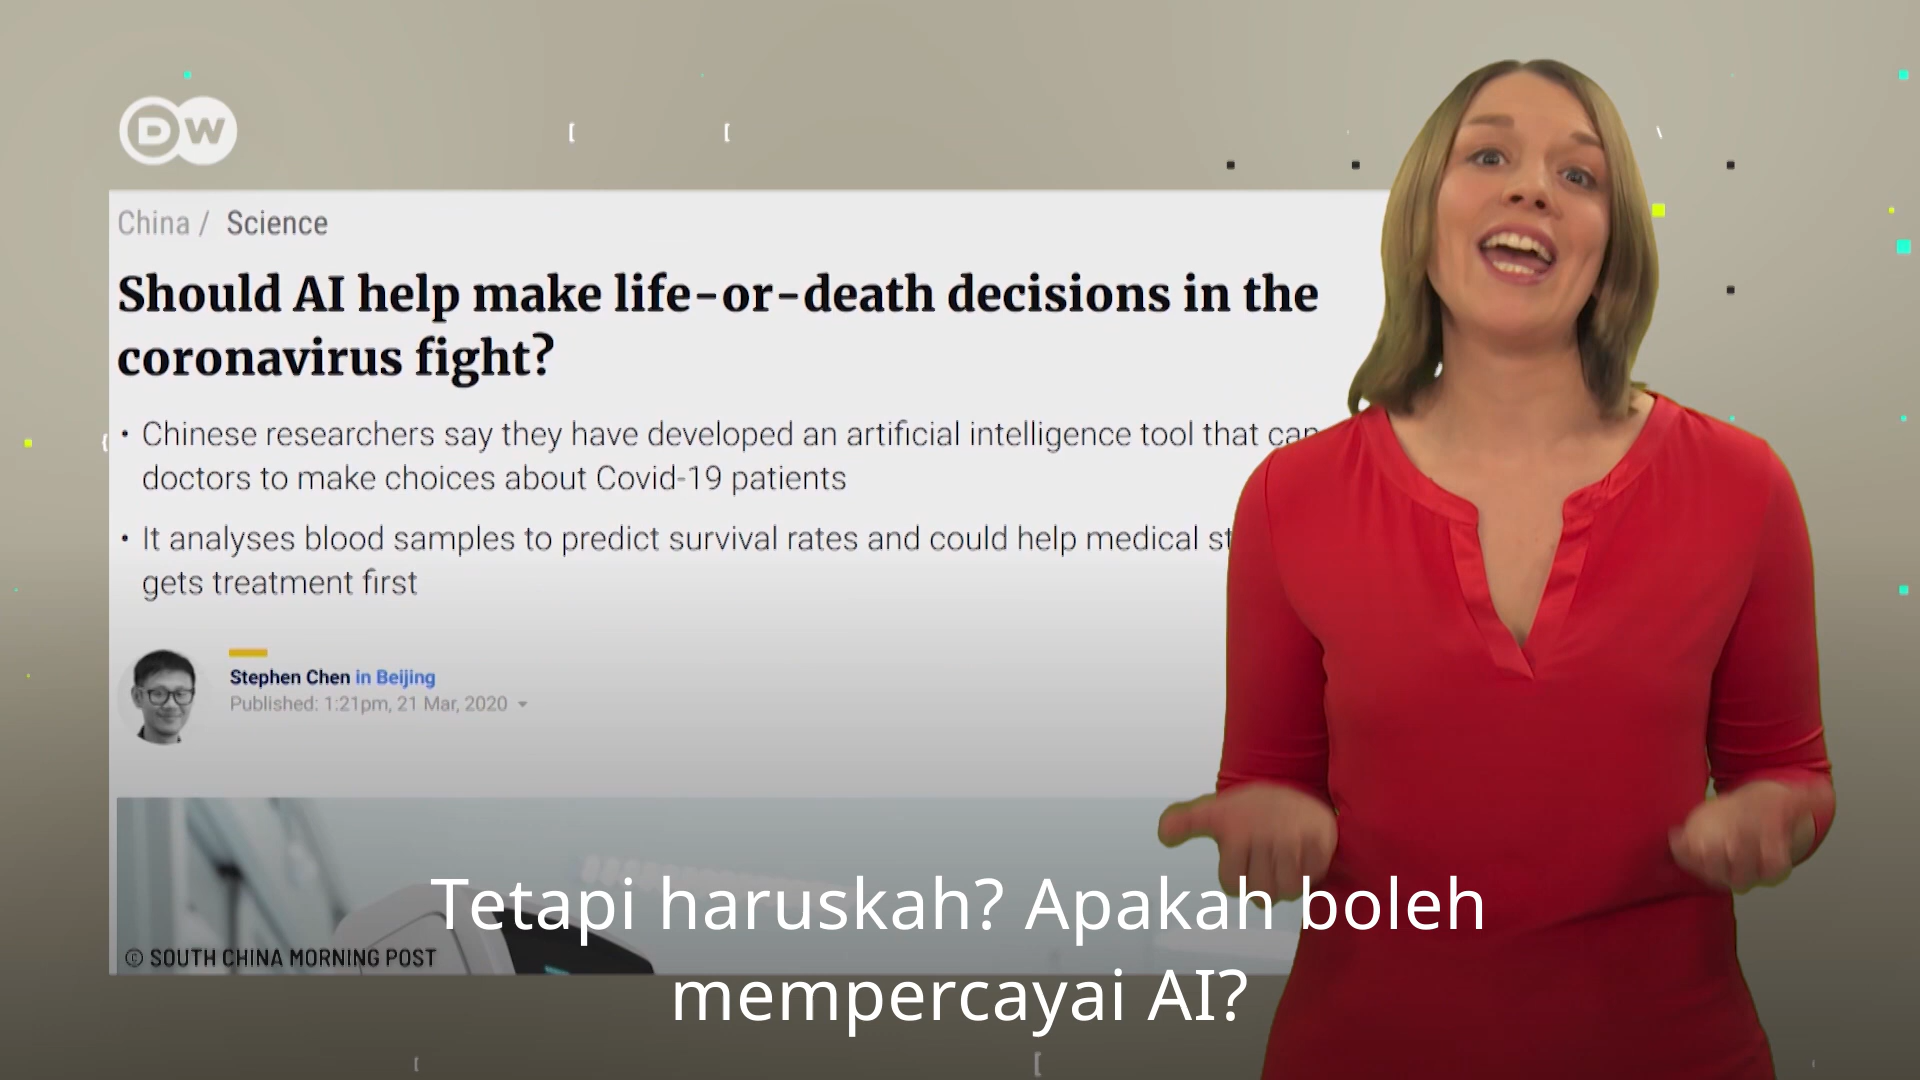 DW
China / Science
Should AI help make life-or-death decisions in the
coronavirus fight?
• Chinese researchers say they have developed an artificial intelligence tool that can
doctors to make choices about Covid-19 patients
• It analyses blood samples to predict survival rates and could help medical
gets treatment first
Stephen Chen in Beijing
Published: 1:21pm, 21 Mar, 2020
© SOUTH CHINA MORNING POST
Tetapi haruskah? Apakah boleh
mempercayai AI?